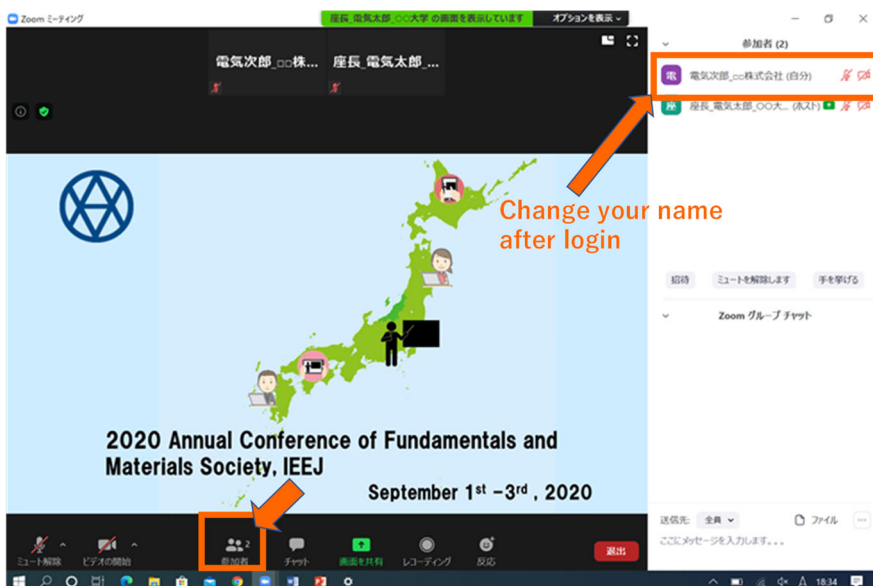 Zoom ミーティング
座長_電気太郎_〇〇大学 の画面を表示しています
オプションを表示
参加者 (2)
電気次郎_□□株...
座長_電気太郎_...
電
電気次郎_□□株式会社 (自分)
座
座長_電気太郎_〇〇大... (ホスト)
Change your name
after login
招待
ミュートを解除します
手を挙げる
Zoom グループ チャット
2020 Annual Conference of Fundamentals and
Materials Society, IEEJ
September 1st –3rd , 2020
送信先:
全員
ファイル
ここにメッセージを入力します...
ミュート解除
ビデオの開始
2
参加者
チャット
画面を共有
レコーディング
反応
退出
A
18:34